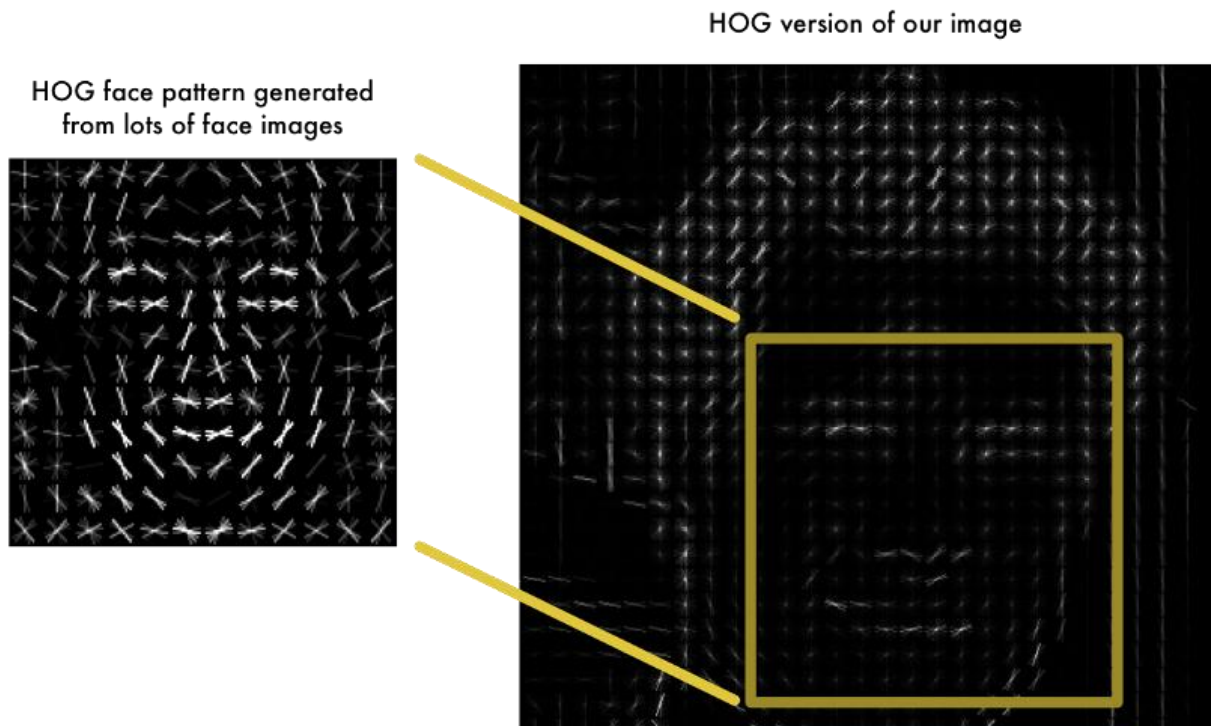 HOG version of our image
HOG face pattern generated
from lots of face images